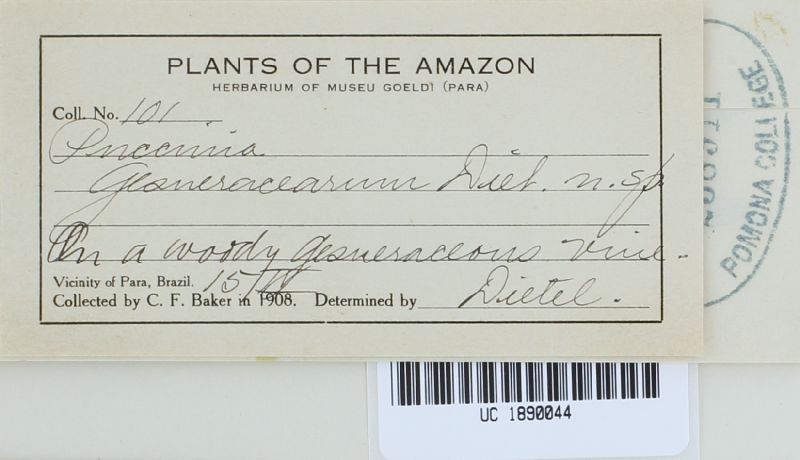 PLANTS OF THE AMAZON
HERBARIUM OF MUSEU GOELDI (PARA)
Coll. No. 101
Puccinia
Gesneracearum Diet. n. sp.
On a woody gesneraceous vine.
Vicinity of Para, Brazil. 15
Collected by C. F. Baker in 1908. Determined by Dietel.
POMONA COLLEGE
UC 1890044